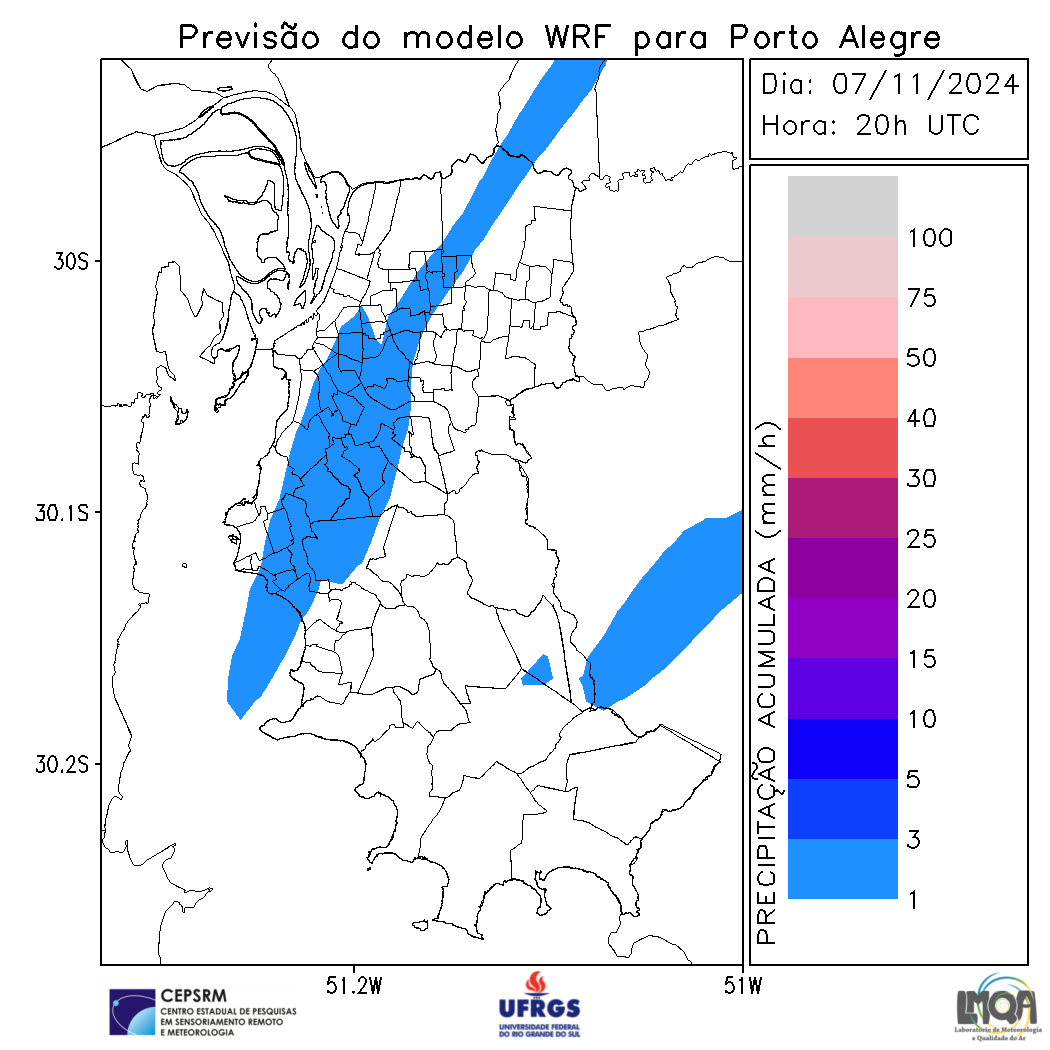 Previsão do modelo WRF para Porto Alegre
Dia: 07/11/2024
Hora: 20h UTC
30S
30.1S
30.2S
51.2W
51W
PRECIPITAÇÃO ACUMULADA (mm/h)
100
75
50
40
30
25
20
15
10
5
3
1
CEPSRM
CENTRO ESTADUAL DE PESQUISAS
EM SENSORIAMENTO REMOTO
E METEOROLOGIA
UFRGS
UNIVERSIDADE FEDERAL
DO RIO GRANDE DO SUL
LMQA
Laboratório de Meteorologia
e Qualidade do Ar